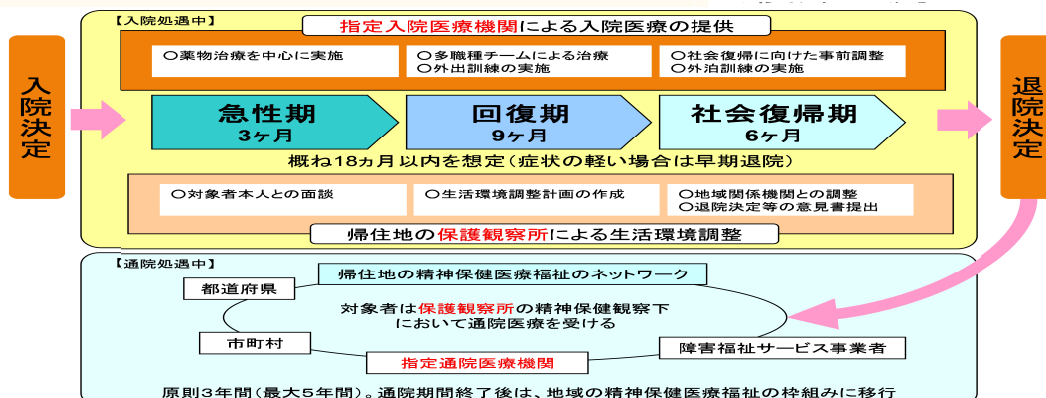 【入院処遇中】
指定入院医療機関による入院医療の提供
〇薬物治療を中心に実施
〇多職種チームによる治療
〇外出訓練の実施
〇社会復帰に向けた事前調整
〇外泊訓練の実施
入院決定
急性期
3ヶ月
回復期
9ヶ月
社会復帰期
6ヶ月
退院決定
概ね18ヵ月以内を想定(症状の軽い場合は早期退院)
〇対象者本人との面談
〇生活環境調整計画の作成
〇地域関係機関との調整
〇退院決定等の意見書提出
帰住地の保護観察所による生活環境調整
【通院処遇中】
帰住地の精神保健医療福祉のネットワーク
都道府県
対象者は保護観察所の精神保健観察下
において通院医療を受ける
市町村
障害福祉サービス事業者
指定通院医療機関
原則3年間(最大5年間)。通院期間終了後は、地域の精神保健医療福祉の枠組みに移行